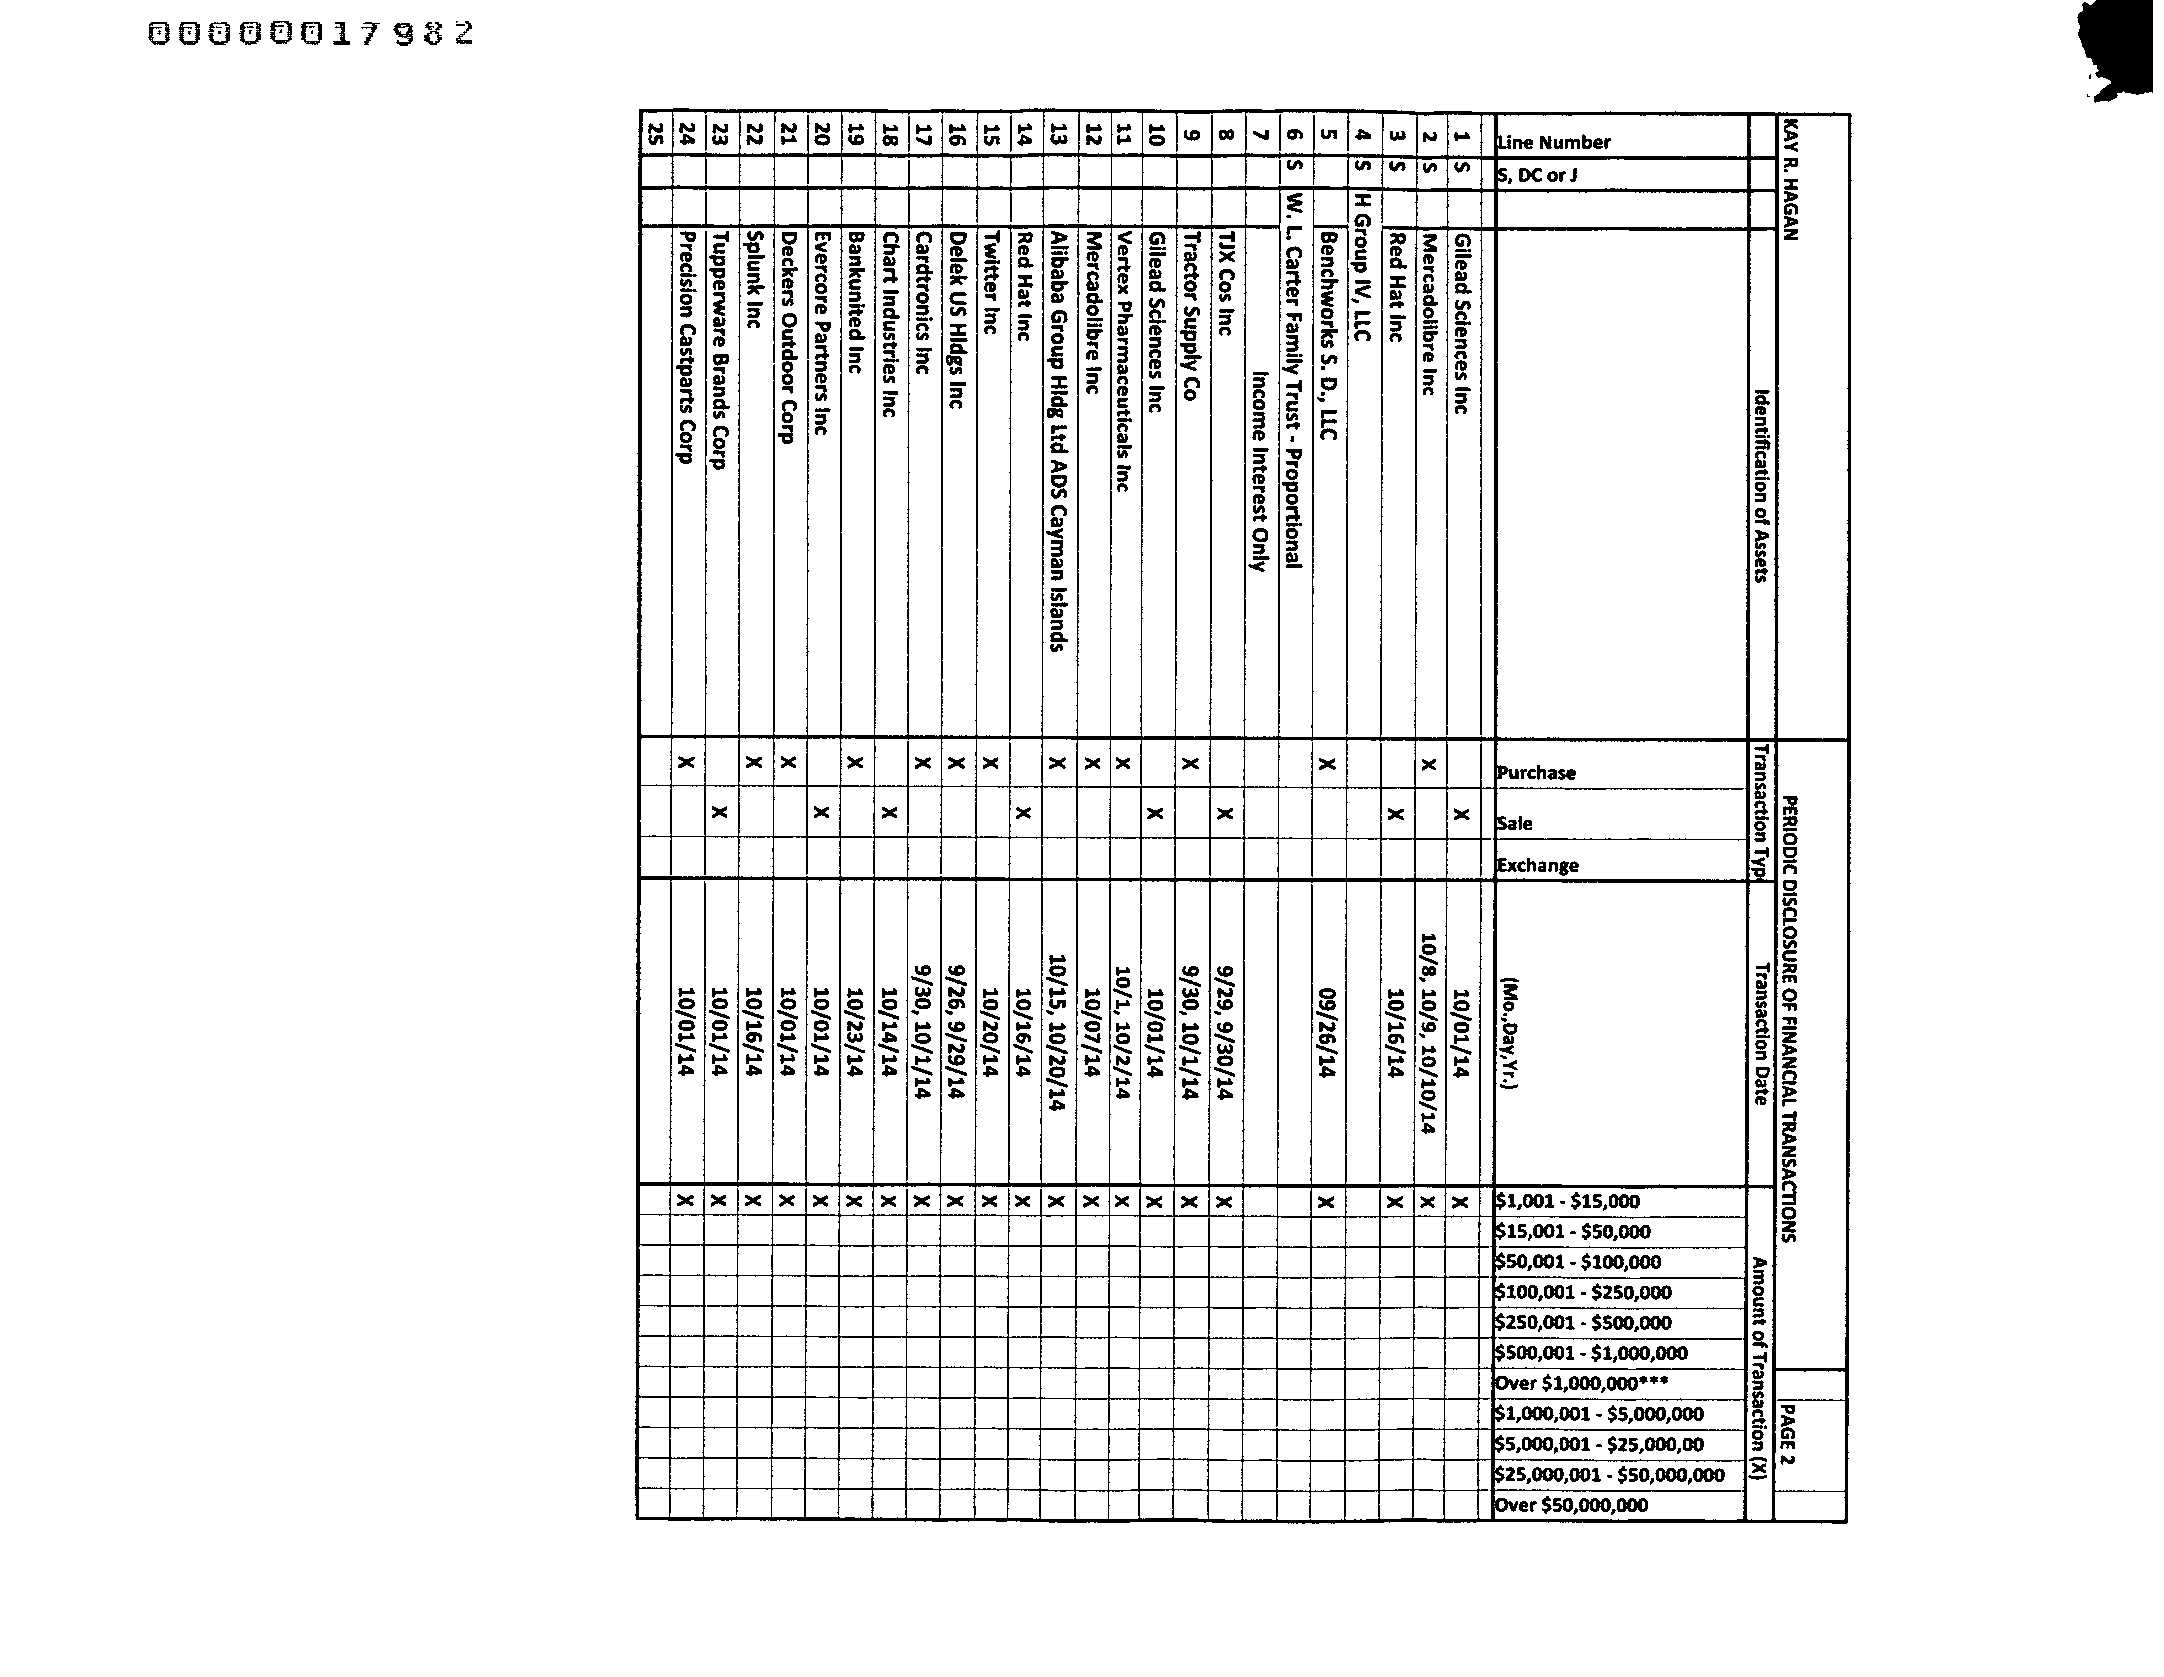 00000017982
KAY R. HAGAN PERIODIC DISCLOSURE OF FINANCIAL TRANSACTIONS PAGE 2
Identification of Assets Transaction Typ Transaction Date Amount of Transaction (X)
Line Number
S, DC or J
Purchase
Sale
Exchange
(Mo.,Day,Yr.)
$1,001 - $15,000
$15,001 - $50,000
$50,001 - $100,000
$100,001 - $250,000
$250,001 - $500,000
$500,001 - $1,000,000
Over $1,000,000***
$1,000,001 - $5,000,000
$5,000,001 - $25,000,00
$25,000,001 - $50,000,000
Over $50,000,000
1 S Gilead Sciences Inc X 10/01/14 X
2 S Mercadolibre Inc X 10/8, 10/9, 10/10/14 X
3 S Red Hat Inc X 10/16/14 X
4 S H Group IV, LLC
5 Benchworks S. D., LLC X 09/26/14 X
6 S W. L. Carter Family Trust - Proportional
7 Income Interest Only
8 TJX Cos Inc X 9/29, 9/30/14 X
9 Tractor Supply Co X 9/30, 10/1/14 X
10 Gilead Sciences Inc X 10/01/14 X
11 Vertex Pharmaceuticals Inc X 10/1, 10/2/14 X
12 Mercadolibre Inc X 10/07/14 X
13 Alibaba Group Hldg Ltd ADS Cayman Islands X 10/15, 10/20/14 X
14 Red Hat Inc X 10/16/14 X
15 Twitter Inc X 10/20/14 X
16 Delek US Hldgs Inc X 9/26, 9/29/14 X
17 Cardtronics Inc X 9/30, 10/1/14 X
18 Chart Industries Inc X 10/14/14 X
19 Bankunited Inc X 10/23/14 X
20 Evercore Partners Inc X 10/01/14 X
21 Deckers Outdoor Corp X 10/01/14 X
22 Splunk Inc X 10/16/14 X
23 Tupperware Brands Corp X 10/01/14 X
24 Precision Castparts Corp X 10/01/14 X
25